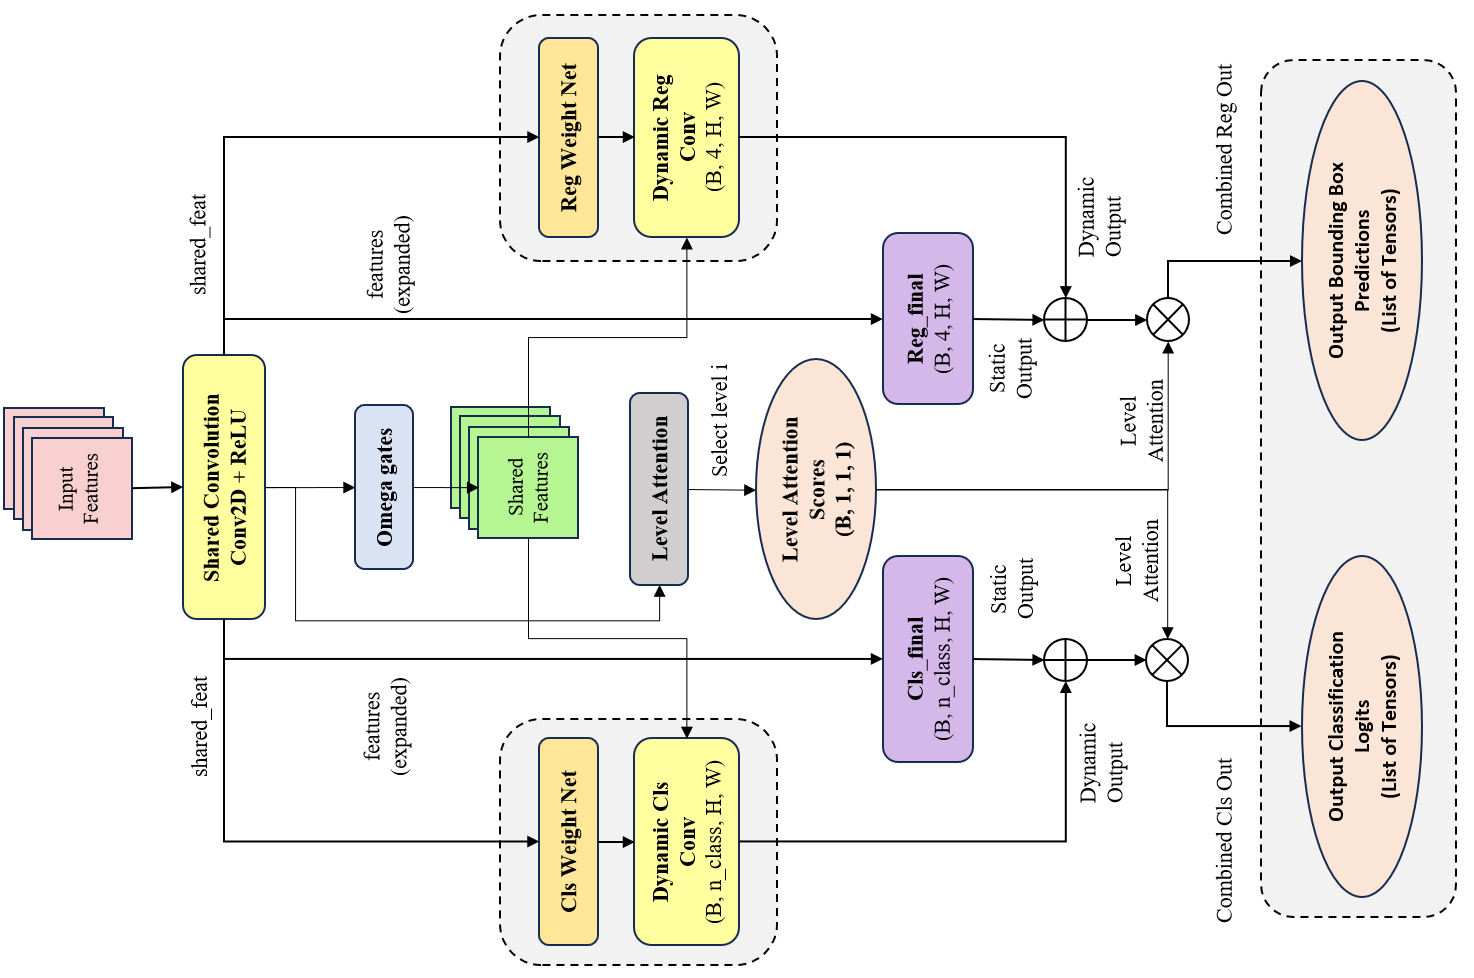 Input
Features
Shared Convolution
Conv2D + ReLU
shared_feat
shared_feat
features
(expanded)
features
(expanded)
Omega gates
Shared
Features
Reg Weight Net
Dynamic Reg
Conv
(B, 4, H, W)
Cls Weight Net
Dynamic Cls
Conv
(B, n_class, H, W)
Level Attention
Select level i
Level Attention
Scores
(B, 1, 1, 1)
Reg_final
(B, 4, H, W)
Cls_final
(B, n_class, H, W)
Static
Output
Static
Output
Dynamic
Output
Dynamic
Output
Level
Attention
Level
Attention
Combined Reg Out
Combined Cls Out
Output Bounding Box
Predictions
(List of Tensors)
Output Classification
Logits
(List of Tensors)